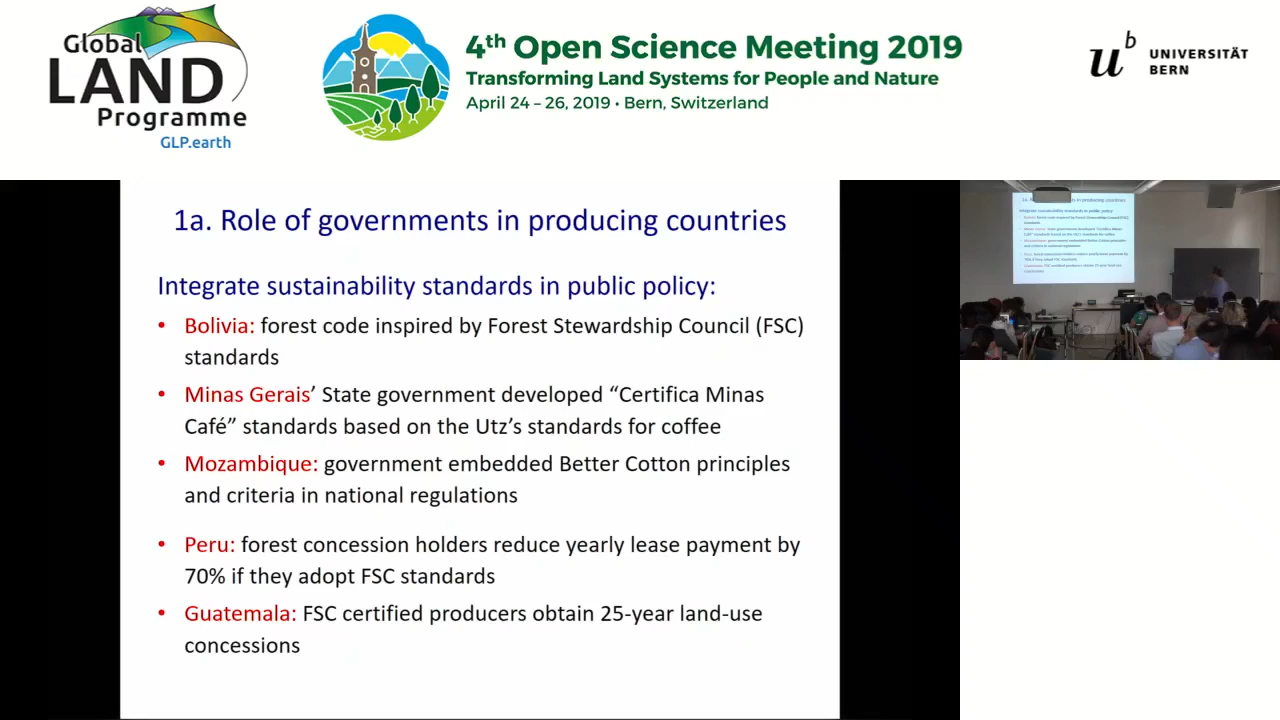 Global
LAND
Programme
GLP.earth
4th Open Science Meeting 2019
Transforming Land Systems for People and Nature
April 24 – 26, 2019 • Bern, Switzerland
u b
UNIVERSITÄT
BERN
1a. Role of governments in producing countries
Integrate sustainability standards in public policy:
• Bolivia: forest code inspired by Forest Stewardship Council (FSC)
standards
• Minas Gerais’ State government developed “Certifica Minas
Café” standards based on the Utz’s standards for coffee
• Mozambique: government embedded Better Cotton principles
and criteria in national regulations
• Peru: forest concession holders reduce yearly lease payment by
70% if they adopt FSC standards
• Guatemala: FSC certified producers obtain 25-year land-use
concessions